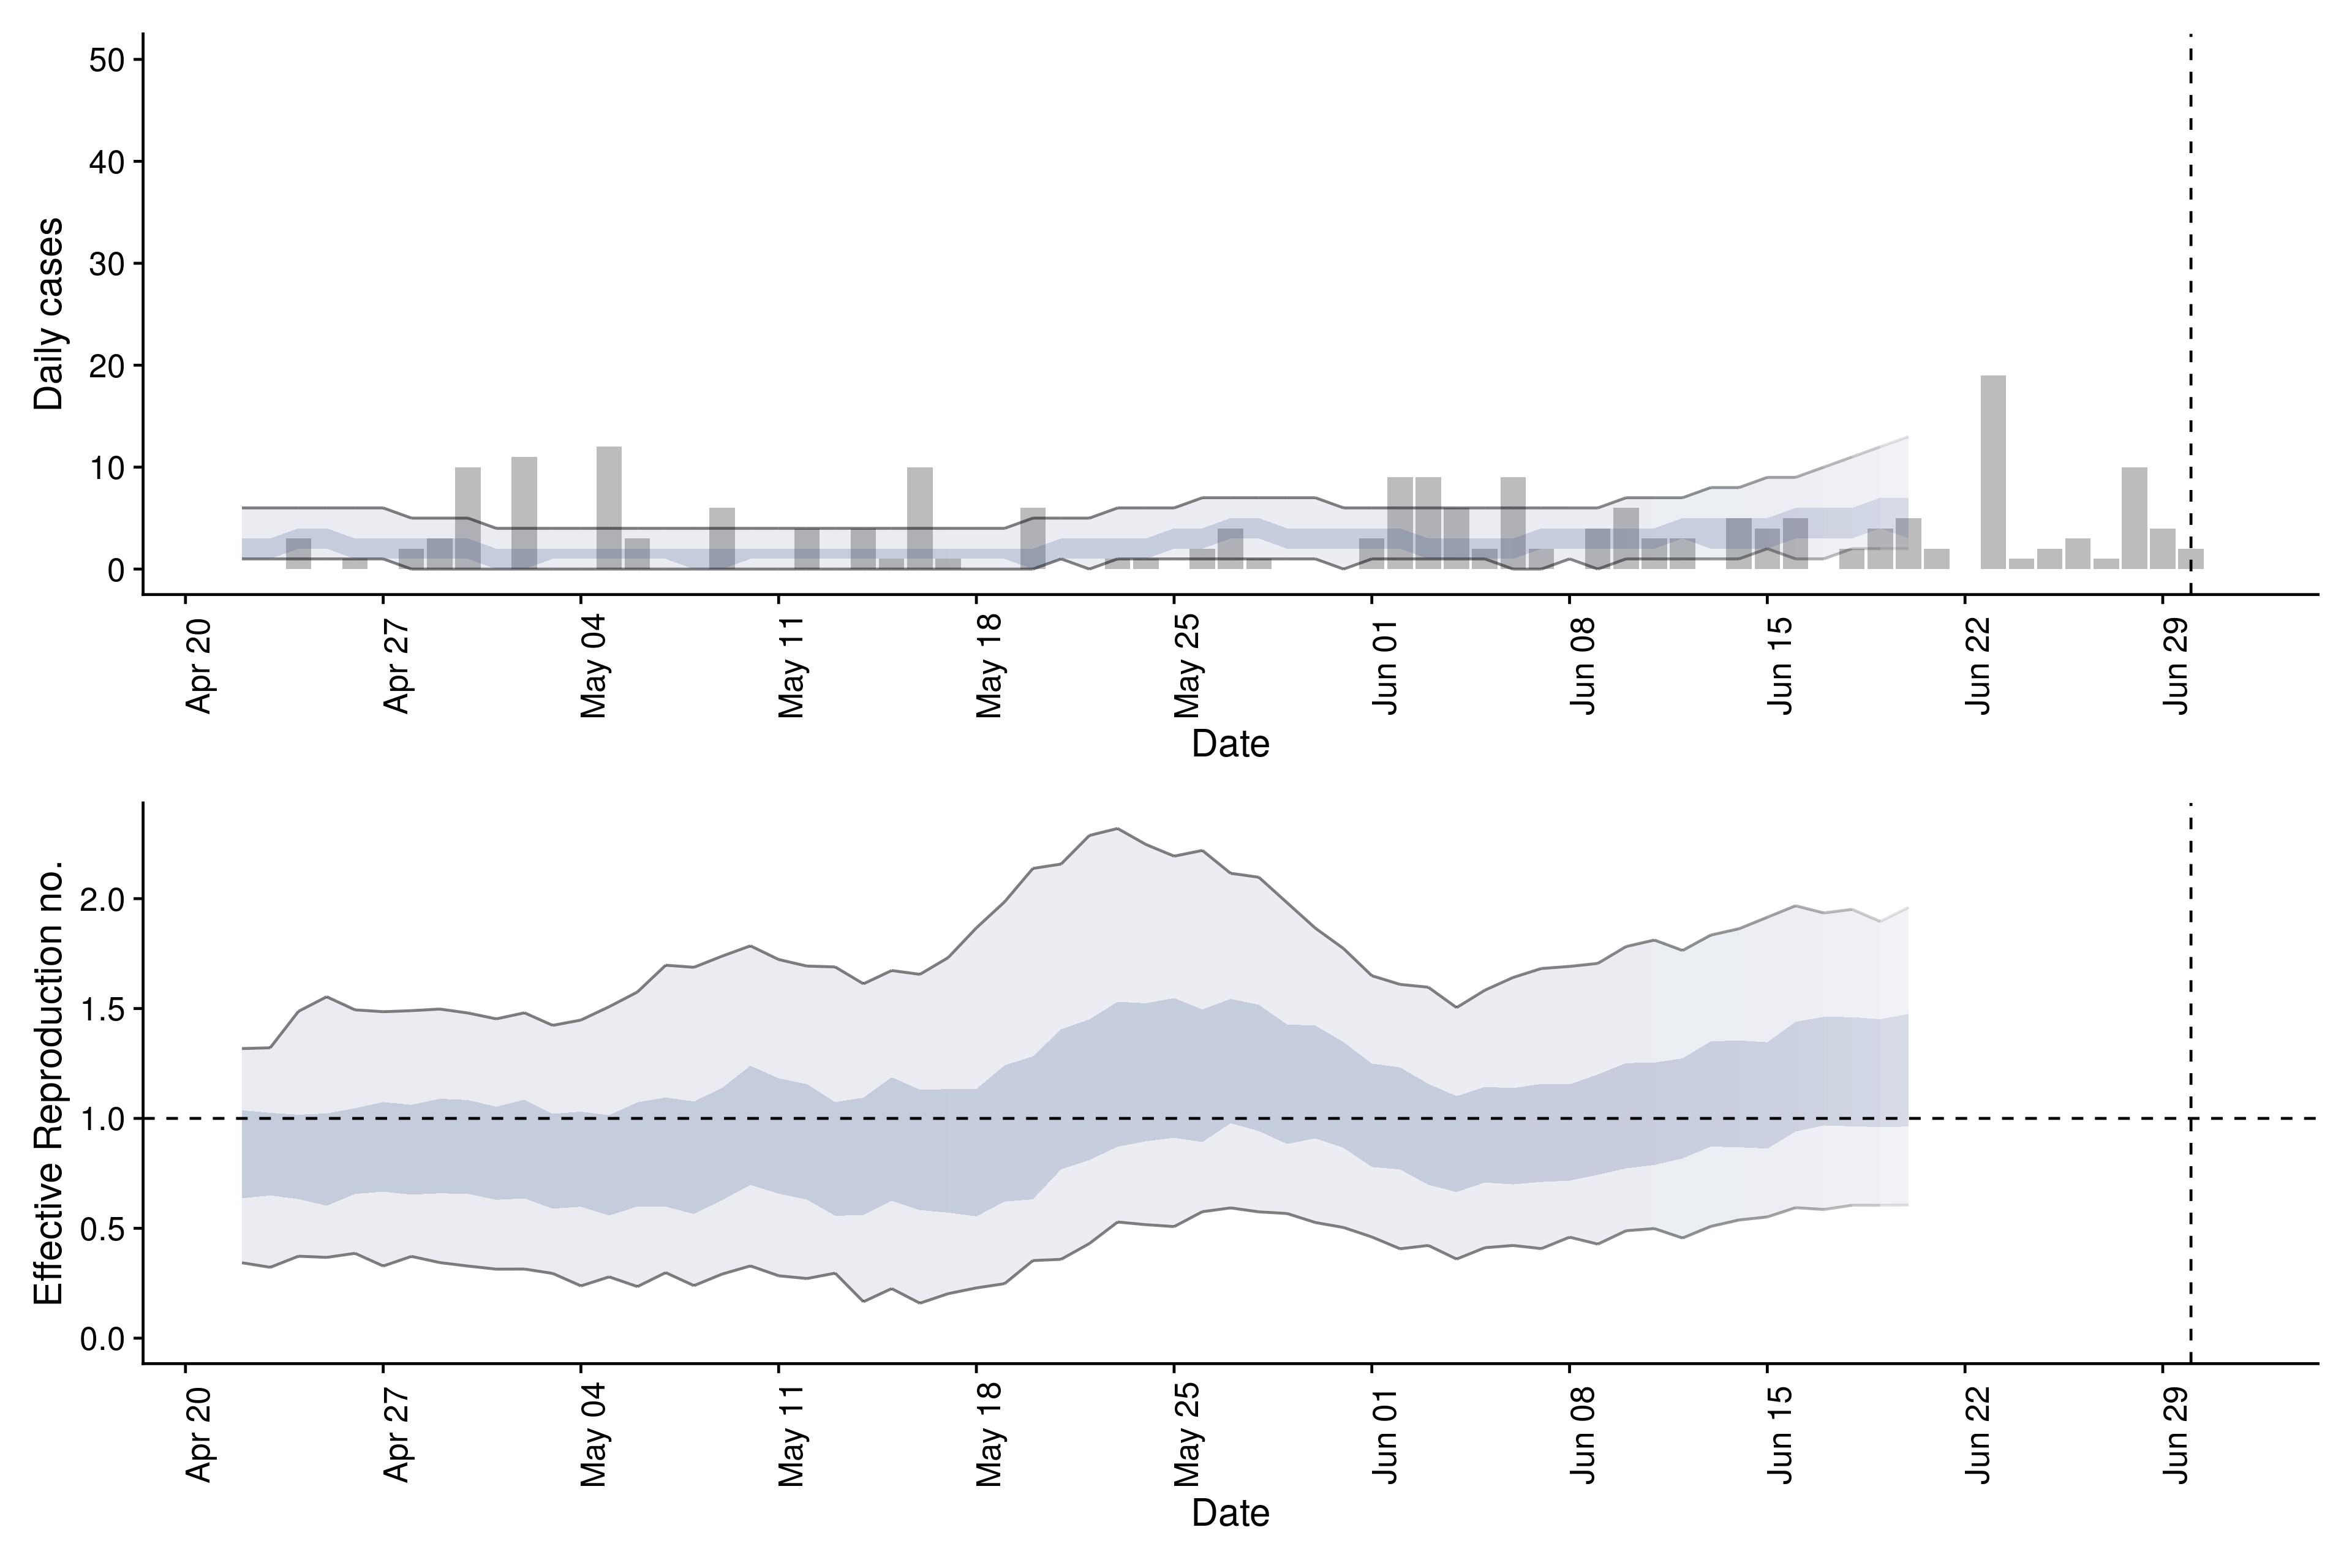 Daily cases
50
40
30
20
10
0
Apr 20
Apr 27
May 04
May 11
May 18
May 25
Jun 01
Jun 08
Jun 15
Jun 22
Jun 29
Date
Effective Reproduction no.
2.0
1.5
1.0
0.5
0.0
Apr 20
Apr 27
May 04
May 11
May 18
May 25
Jun 01
Jun 08
Jun 15
Jun 22
Jun 29
Date